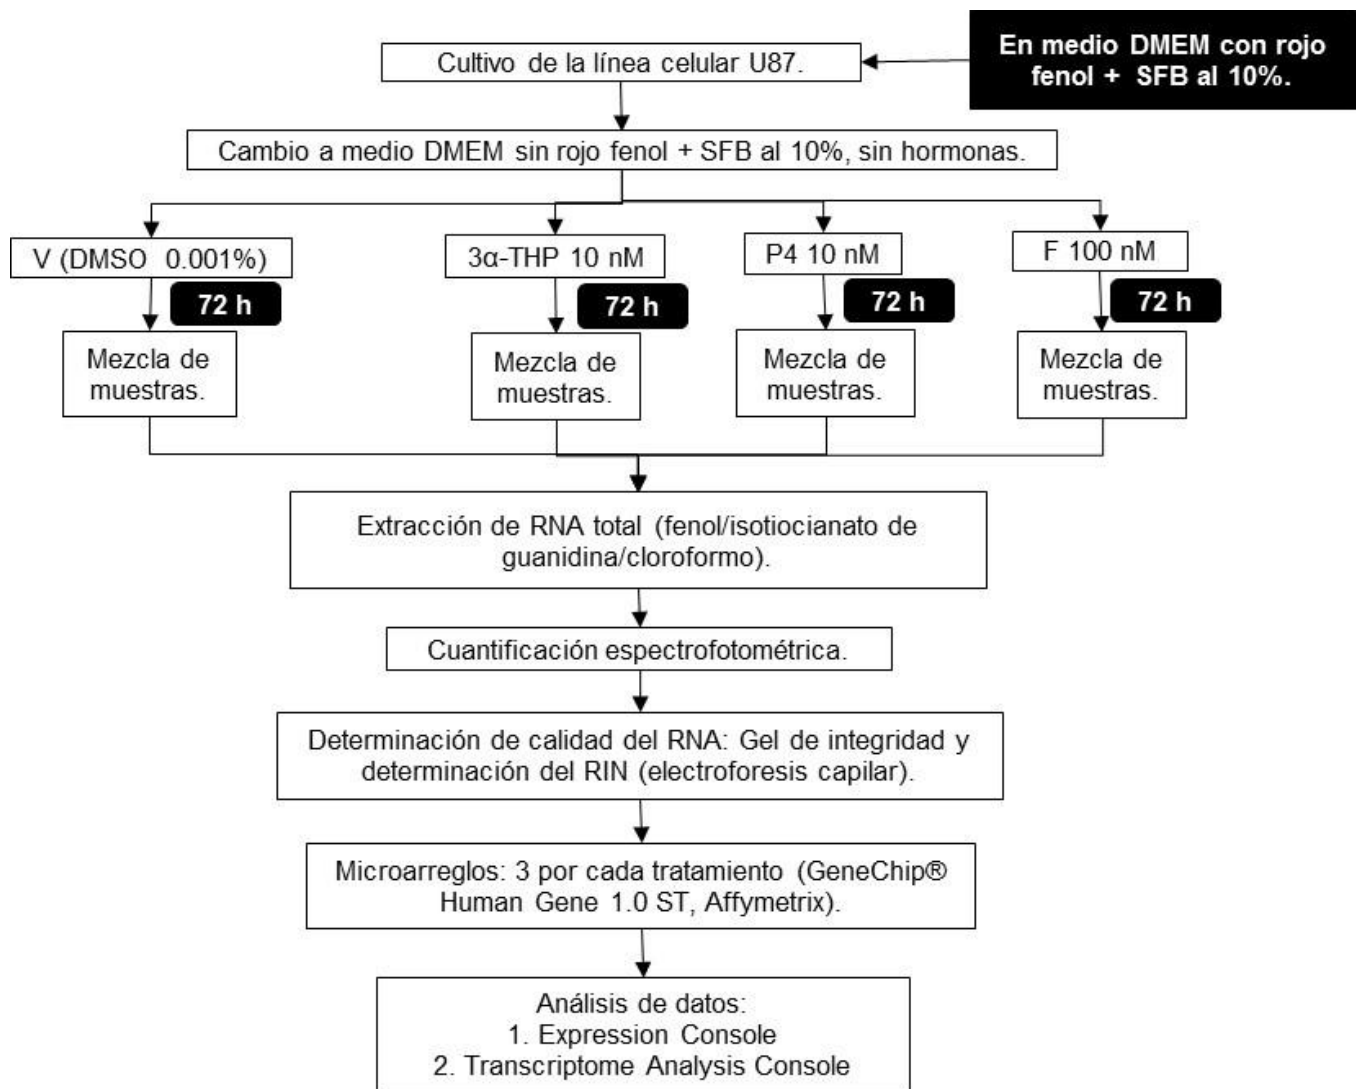 En medio DMEM con rojo
fenol + SFB al 10%.
Cultivo de la línea celular U87.
Cambio a medio DMEM sin rojo fenol + SFB al 10%, sin hormonas.
V (DMSO 0.001%)
3α-THP 10 nM
P4 10 nM
F 100 nM
72 h
72 h
72 h
72 h
Mezcla de
muestras.
Mezcla de
muestras.
Mezcla de
muestras.
Mezcla de
muestras.
Extracción de RNA total (fenol/isotiocianato de
guanidina/cloroformo).
Cuantificación espectrofotométrica.
Determinación de calidad del RNA: Gel de integridad y
determinación del RIN (electroforesis capilar).
Microarreglos: 3 por cada tratamiento (GeneChip®
Human Gene 1.0 ST, Affymetrix).
Análisis de datos:
1. Expression Console
2. Transcriptome Analysis Console